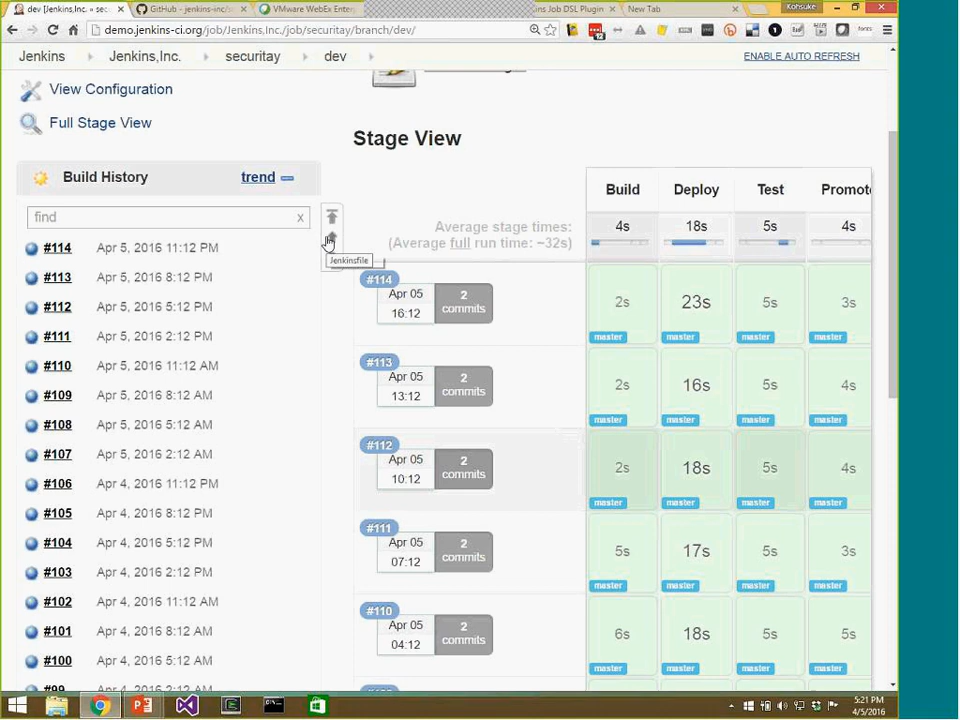 dev [Jenkins,Inc. » sec
GitHub - jenkins-inc/s
VMware WebEx Enter
ns Job DSL Plugin
New Tab
Kohsuke
demo.jenkins-ci.org/job/Jenkins,Inc./job/securitay/branch/dev/
Jenkins
Jenkins,Inc.
securitay
dev
ENABLE AUTO REFRESH
View Configuration
Full Stage View
Stage View
Build History
trend
find
x
Jenkinsfile
#114 Apr 5, 2016 11:12 PM
#113 Apr 5, 2016 8:12 PM
#112 Apr 5, 2016 5:12 PM
#111 Apr 5, 2016 2:12 PM
#110 Apr 5, 2016 11:12 AM
#109 Apr 5, 2016 8:12 AM
#108 Apr 5, 2016 5:12 AM
#107 Apr 5, 2016 2:12 AM
#106 Apr 4, 2016 11:12 PM
#105 Apr 4, 2016 8:12 PM
#104 Apr 4, 2016 5:12 PM
#103 Apr 4, 2016 2:12 PM
#102 Apr 4, 2016 11:12 AM
#101 Apr 4, 2016 8:12 AM
#100 Apr 4, 2016 5:12 AM
#99 Apr 4, 2016 2:12 AM
Build Deploy Test Promot
Average stage times:
(Average full run time: ~32s)
4s 18s 5s 4s
#114
Apr 05
16:12
2
commits
2s 23s 5s 3s
master master master master
#113
Apr 05
13:12
2
commits
2s 16s 5s 4s
master master master master
#112
Apr 05
10:12
2
commits
2s 18s 5s 4s
master master master master
#111
Apr 05
07:12
2
commits
5s 17s 5s 3s
master master master master
#110
Apr 05
04:12
2
commits
6s 18s 5s 5s
master master master master
5:21 PM
4/5/2016